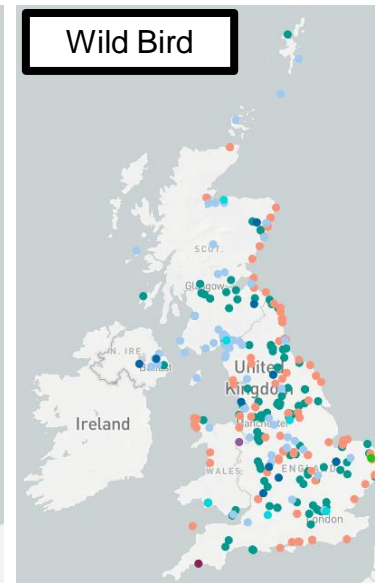 Wild Bird
SCOT.
Glasgow
N. IRE.
Belfast
United
Kingdom
Manchester
Ireland
WALES
ENGLAND
London